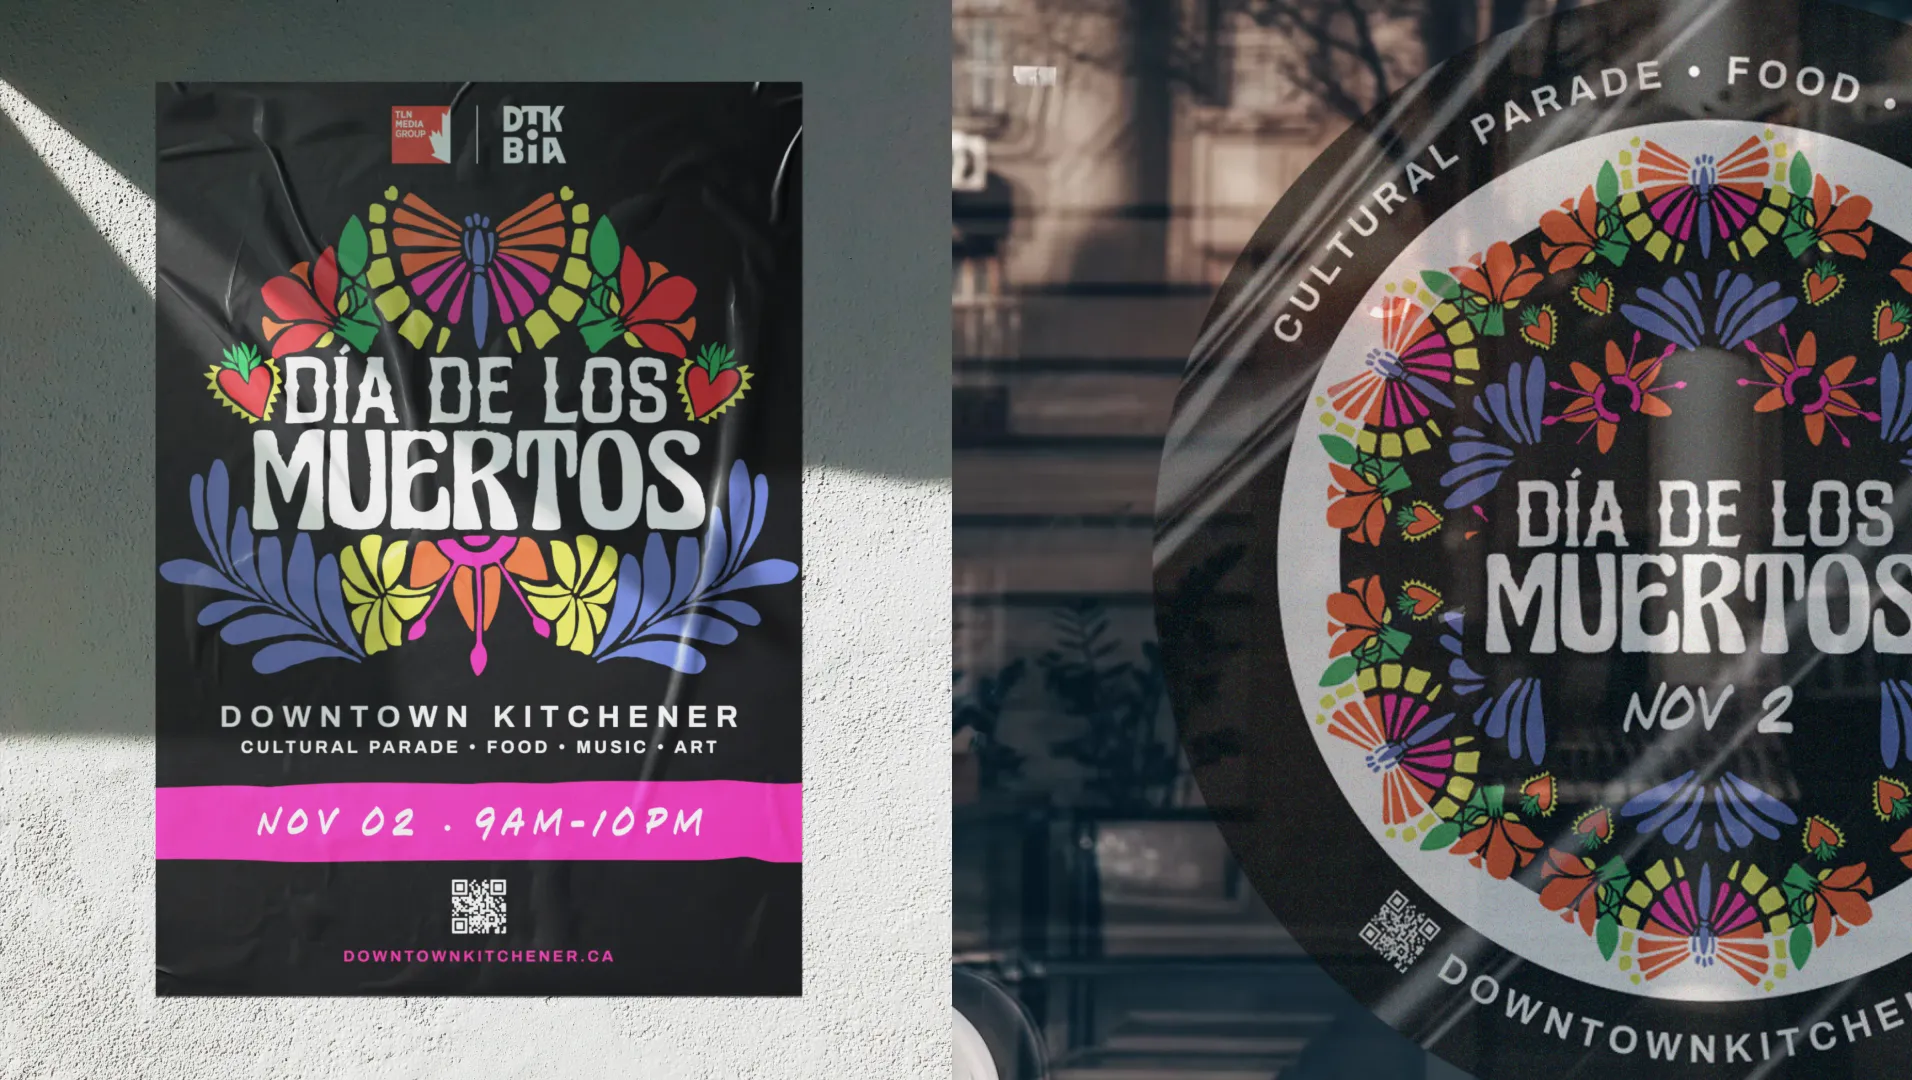 TLN
MEDIA
GROUP
DTK
BiA
DÍA DE LOS
MUERTOS
DOWNTOWN KITCHENER
CULTURAL PARADE • FOOD • MUSIC • ART
NOV 02 . 9AM-10PM
DOWNTOWNKITCHENER.CA
CULTURAL PARADE • FOOD •
DÍA DE LOS
MUERTOS
NOV 2
DOWNTOWNKITCHE